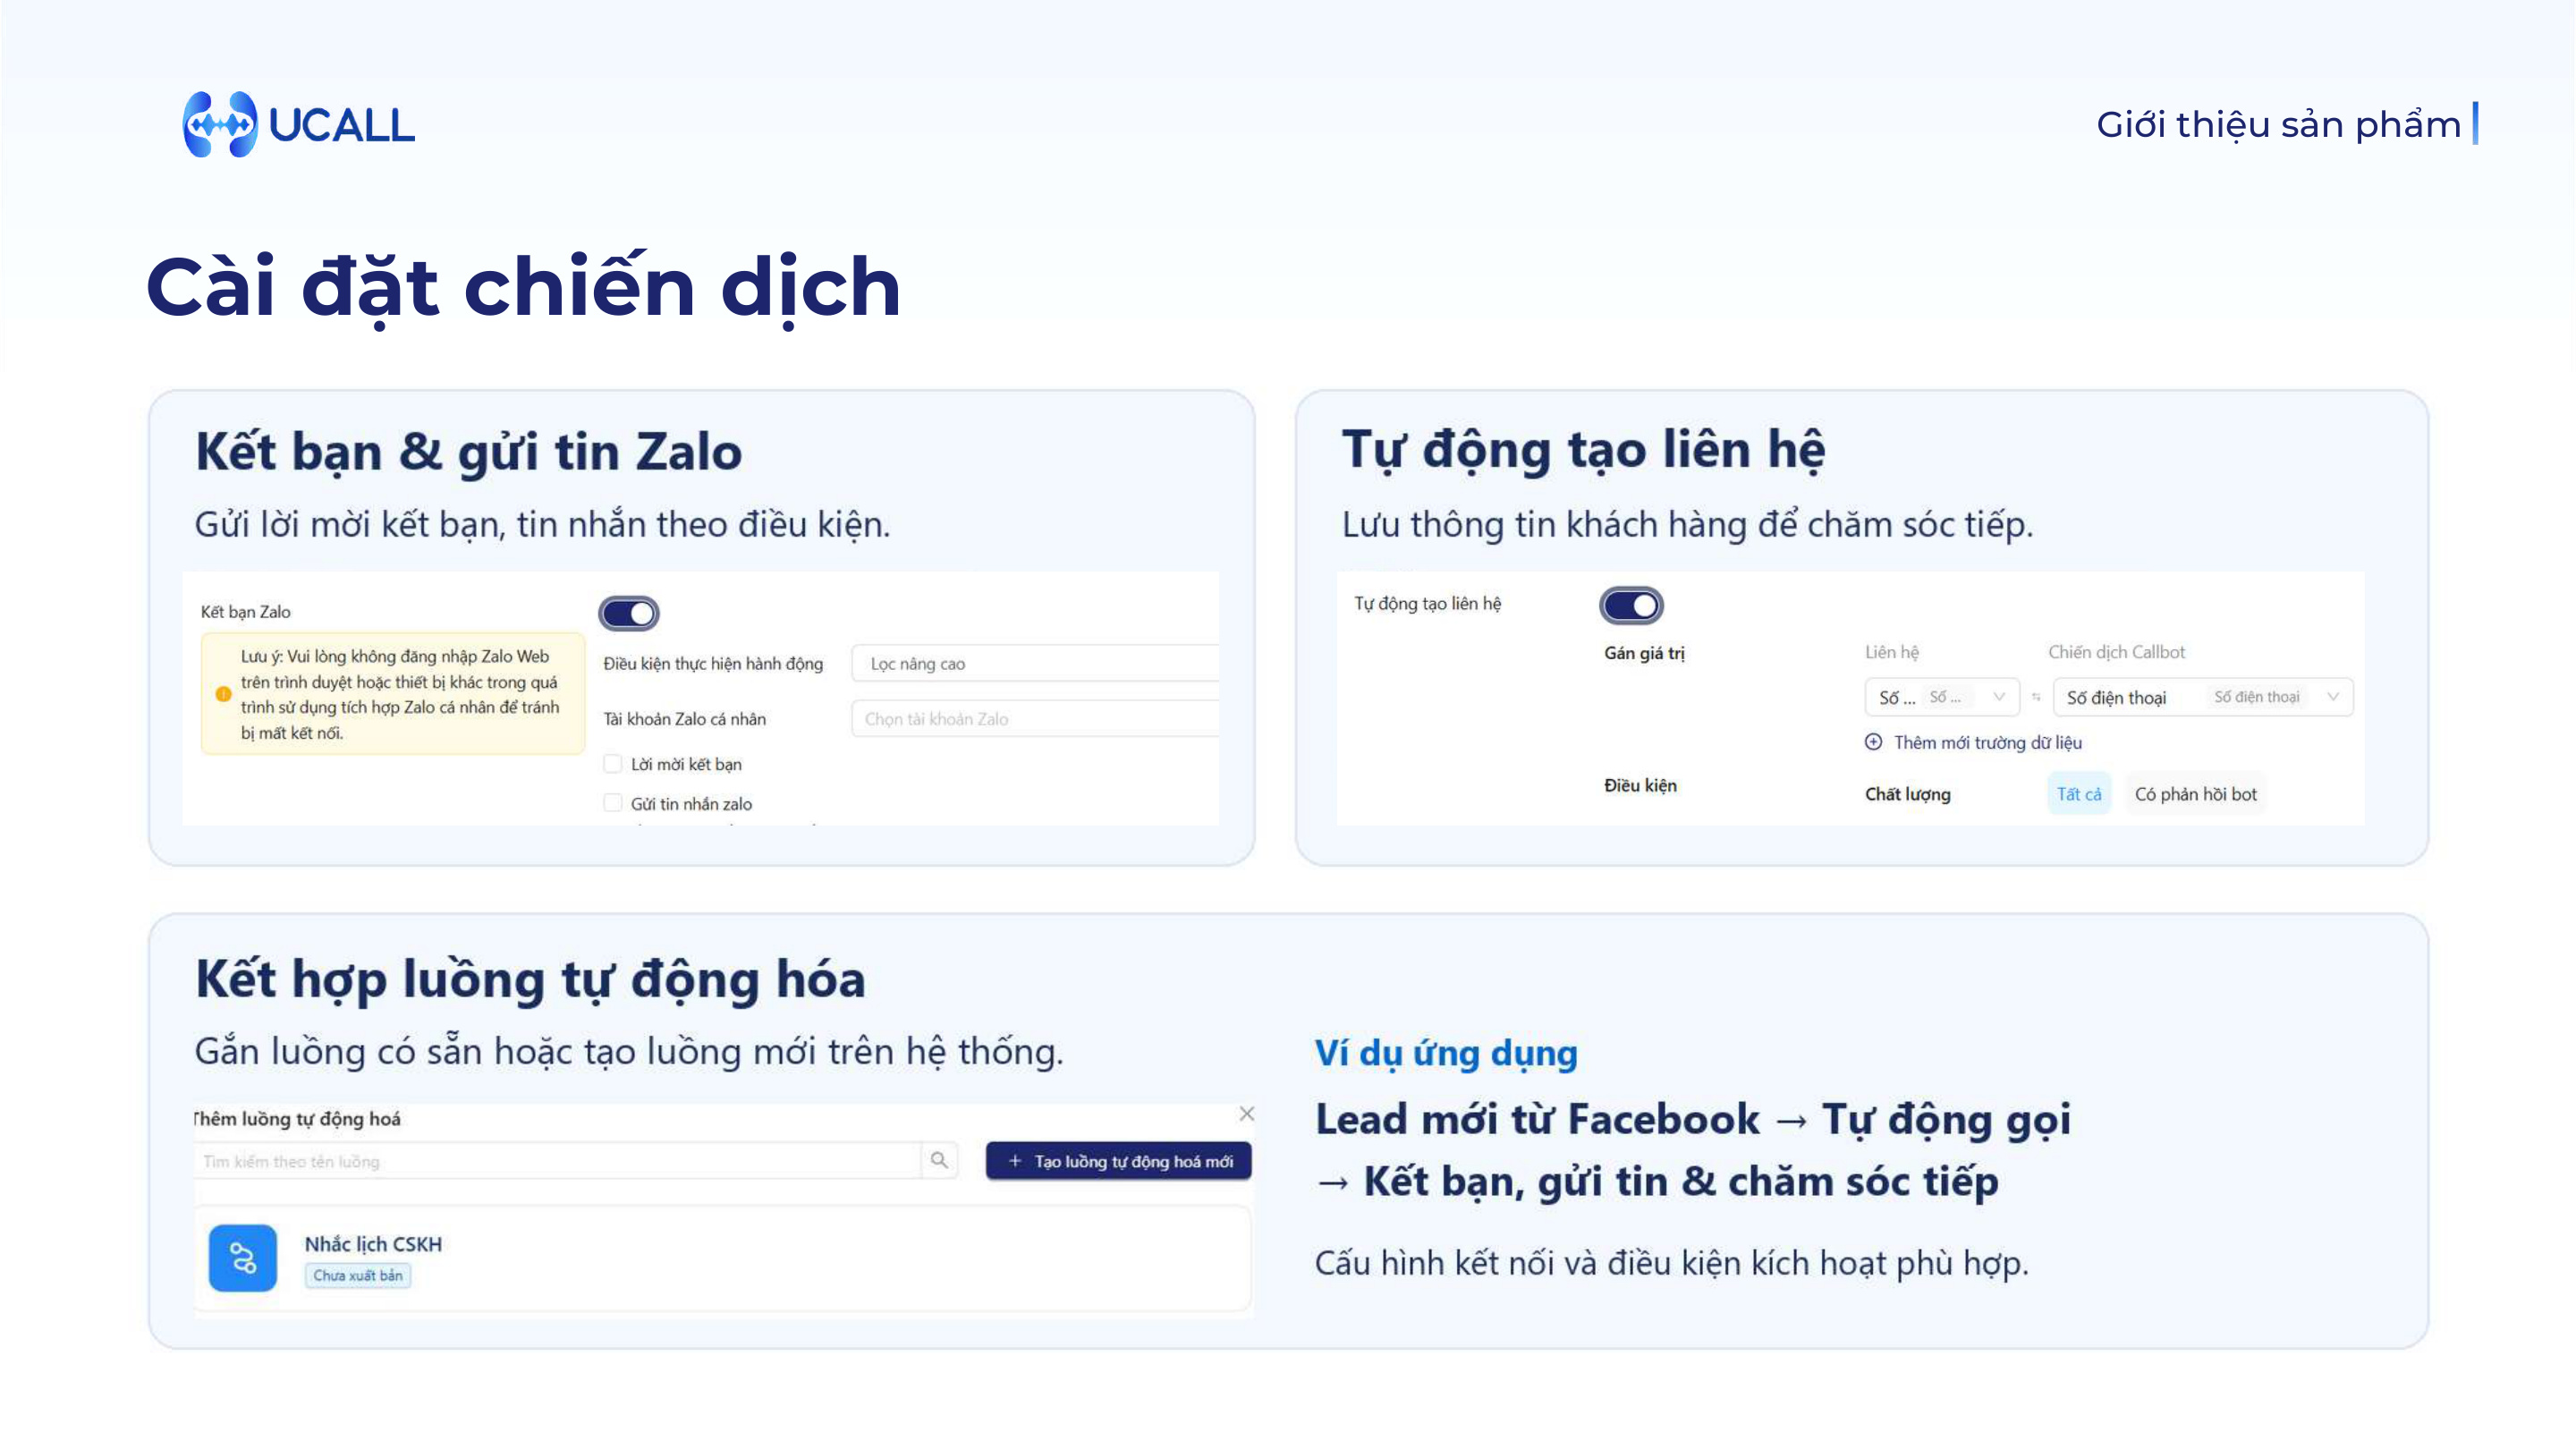 UCALL
Giới thiệu sản phẩm
Cài đặt chiến dịch
Kết bạn & gửi tin Zalo
Gửi lời mời kết bạn, tin nhắn theo điều kiện.
Kết bạn Zalo
Lưu ý: Vui lòng không đăng nhập Zalo Web
trên trình duyệt hoặc thiết bị khác trong quá
trình sử dụng tích hợp Zalo cá nhân để tránh
bị mất kết nối.
Điều kiện thực hiện hành động
Lọc nâng cao
Tài khoản Zalo cá nhân
Chọn tài khoản Zalo
Lời mời kết bạn
Gửi tin nhắn zalo
Tự động tạo liên hệ
Lưu thông tin khách hàng để chăm sóc tiếp.
Tự động tạo liên hệ
Gán giá trị
Liên hệ
Chiến dịch Callbot
Số ... Số ...
Số điện thoại Số điện thoại
Thêm mới trường dữ liệu
Điều kiện
Chất lượng
Tất cả
Có phản hồi bot
Kết hợp luồng tự động hóa
Gắn luồng có sẵn hoặc tạo luồng mới trên hệ thống.
Thêm luồng tự động hoá
Tìm kiếm theo tên luồng
+ Tạo luồng tự động hoá mới
Nhắc lịch CSKH
Chưa xuất bản
Ví dụ ứng dụng
Lead mới từ Facebook → Tự động gọi
→ Kết bạn, gửi tin & chăm sóc tiếp
Cấu hình kết nối và điều kiện kích hoạt phù hợp.